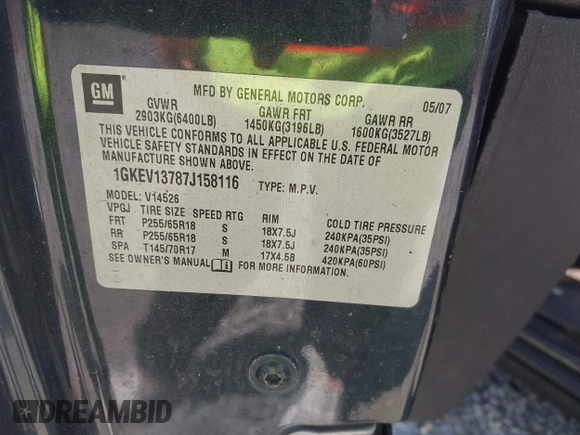 GM
MFD BY GENERAL MOTORS CORP.
05/07
GVWR GAWR FRT GAWR RR
2903KG(6400LB) 1450KG(3196LB) 1600KG(3527LB)
THIS VEHICLE CONFORMS TO ALL APPLICABLE U.S. FEDERAL MOTOR
VEHICLE SAFETY STANDARDS IN EFFECT ON THE DATE OF
MANUFACTURE SHOWN ABOVE.
1GKEV13787J158116 TYPE: M.P.V.
MODEL: V14526
VPGJ TIRE SIZE SPEED RTG RIM COLD TIRE PRESSURE
FRT P255/65R18 S 18X7.5J 240KPA(35PSI)
RR P255/65R18 S 18X7.5J 240KPA(35PSI)
SPA T145/70R17 M 17X4.5B 420KPA(60PSI)
SEE OWNER'S MANUAL FOR MORE INFORMATION.
DREAMBID